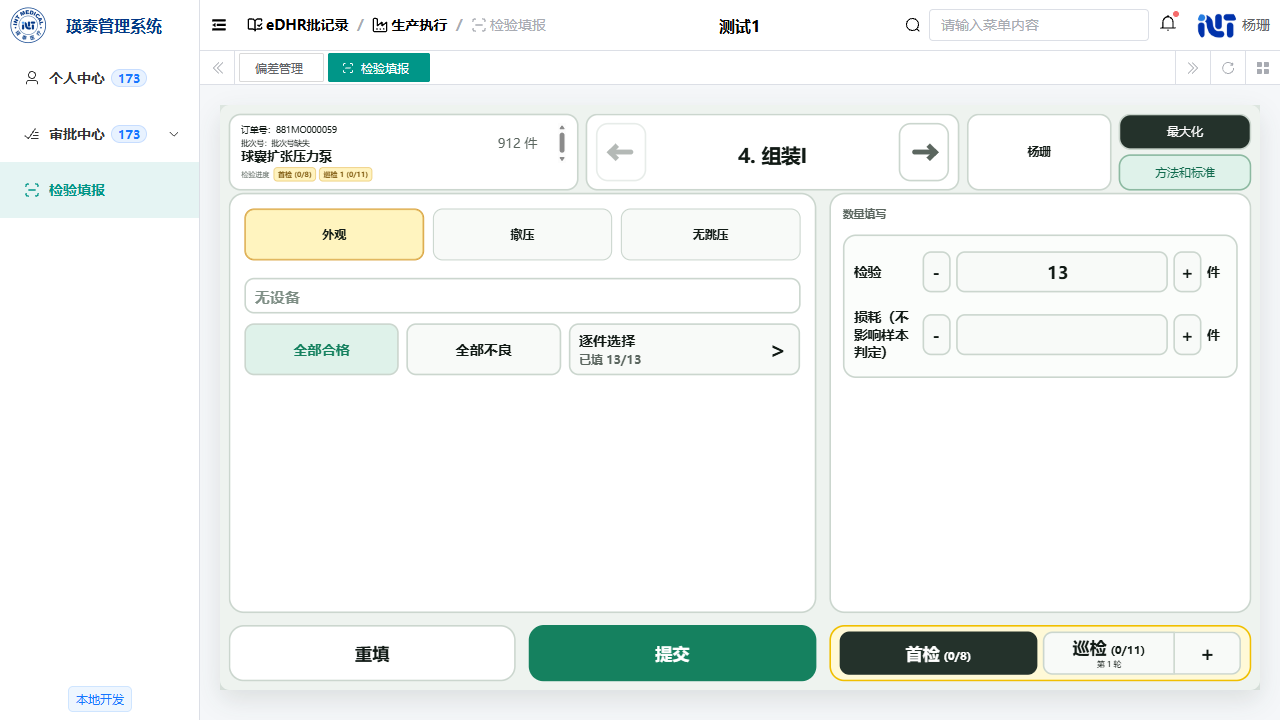 瑛泰管理系统
eDHR批记录 / 生产执行 / 检验填报
测试1
请输入菜单内容
杨珊
个人中心 173
审批中心 173
检验填报
偏差管理
检验填报
订单号: 881MO000059
批次号: 批次号缺失
球囊扩张压力泵
检验进度 首检 (0/8) 巡检 1 (0/11)
912 件
4. 组装I
杨珊
最大化
方法和标准
外观
撤压
无跳压
无设备
全部合格
全部不良
逐件选择
已填 13/13
>
数量填写
检验 - 13 + 件
损耗（不影响样本判定） - + 件
重填
提交
首检 (0/8)
巡检 (0/11)
第 1 轮
+
本地开发